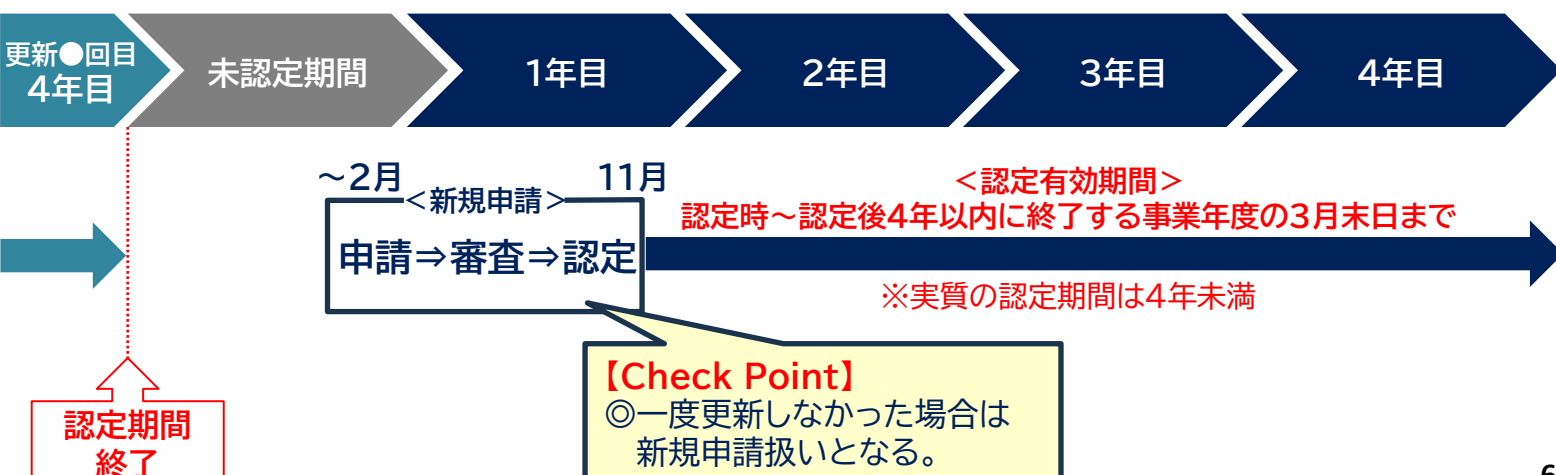 更新●回目
4年目
未認定期間
1年目
2年目
3年目
4年目
~2月
<新規申請>
11月
申請⇒審査⇒認定
<認定有効期間>
認定時~認定後4年以内に終了する事業年度の3月末日まで
※実質の認定期間は4年未満
【Check Point】
◎一度更新しなかった場合は
新規申請扱いとなる。
認定期間
終了